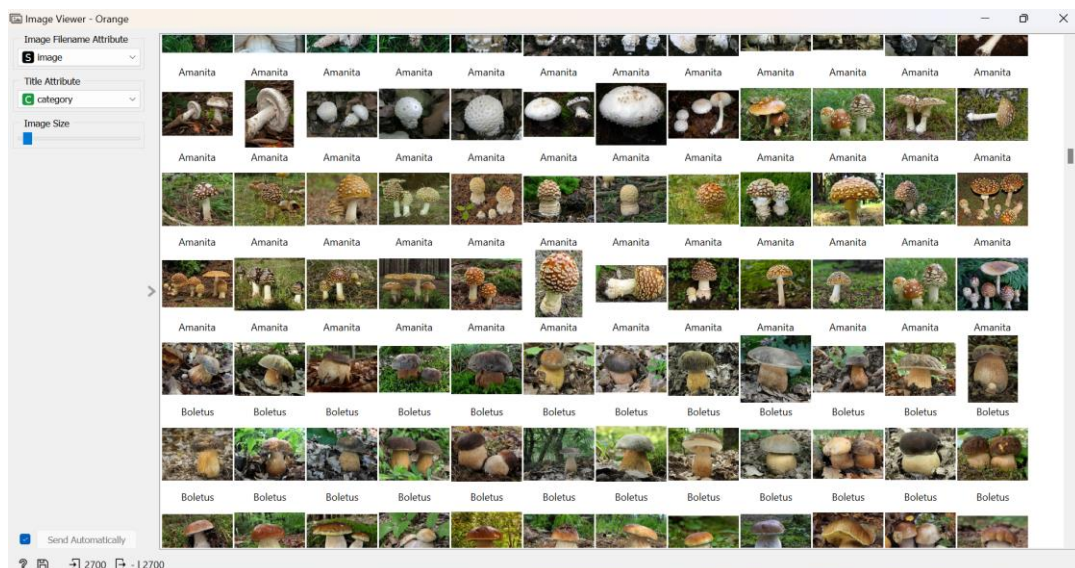 Image Viewer - Orange
Image Filename Attribute
S image
Title Attribute
C category
Image Size
Amanita Amanita Amanita Amanita Amanita Amanita Amanita Amanita Amanita Amanita Amanita Amanita
Amanita Amanita Amanita Amanita Amanita Amanita Amanita Amanita Amanita Amanita Amanita Amanita
Amanita Amanita Amanita Amanita Amanita Amanita Amanita Amanita Amanita Amanita Amanita Amanita
Amanita Amanita Amanita Amanita Amanita Amanita Amanita Amanita Amanita Amanita Amanita Amanita
Boletus Boletus Boletus Boletus Boletus Boletus Boletus Boletus Boletus Boletus Boletus Boletus
Boletus Boletus Boletus Boletus Boletus Boletus Boletus Boletus Boletus Boletus Boletus Boletus
Send Automatically
? 2700 - | 2700